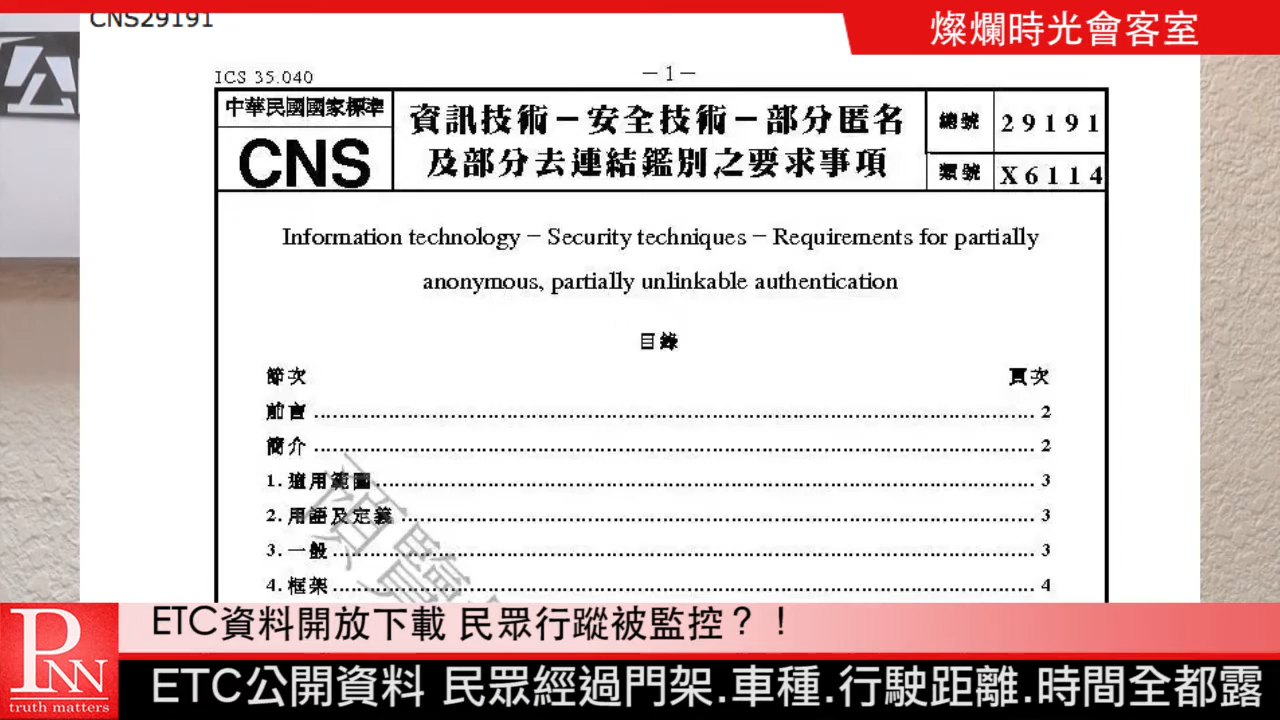 CNS29191
燦爛時光會客室
公
ICS 35.040
－1－
中華民國國家標準
CNS
資訊技術－安全技術－部分匿名
及部分去連結鑑別之要求事項
總號
29191
類號
X6114
Information technology－Security techniques－Requirements for partially
anonymous, partially unlinkable authentication
目錄
節次 頁次
前言 ........................................ 2
簡介 ........................................ 2
1. 適用範圍 ........................................ 3
2. 用語及定義 ........................................ 3
3. 一般 ........................................ 3
4. 框架 ........................................ 4
預覽
ETC資料開放下載 民眾行蹤被監控？！
PNN
truth matters
ETC公開資料 民眾經過門架.車種.行駛距離.時間全都露